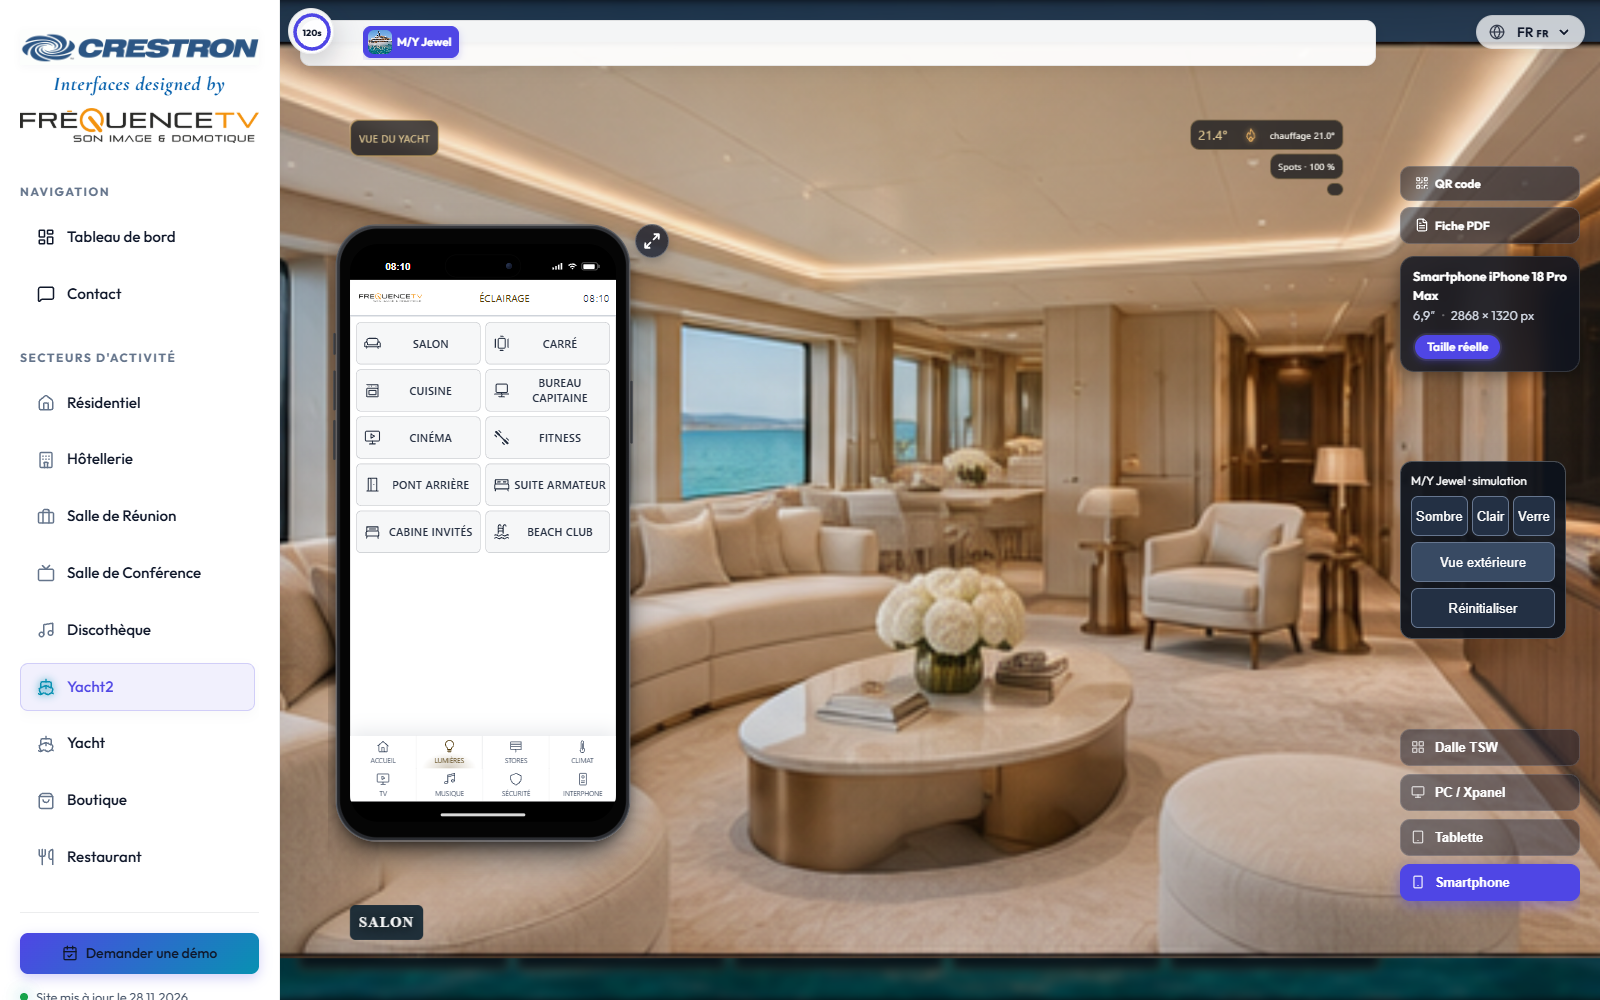 CRESTRON
Interfaces designed by
FRÉQUENCETV
SON IMAGE & DOMOTIQUE
NAVIGATION
Tableau de bord
Contact
SECTEURS D'ACTIVITÉ
Résidentiel
Hôtellerie
Salle de Réunion
Salle de Conférence
Discothèque
Yacht2
Yacht
Boutique
Restaurant
Demander une démo
Site mis à jour le 28.11.2026
120s
M/Y Jewel
FR FR
VUE DU YACHT
21.4° chauffage 21.0°
Spots · 100 %
08:10
FRÉQUENCETV
ÉCLAIRAGE
08:10
SALON
CARRÉ
CUISINE
BUREAU
CAPITAINE
CINÉMA
FITNESS
PONT ARRIÈRE
SUITE ARMATEUR
CABINE INVITÉS
BEACH CLUB
ACCUEIL
LUMIÈRES
STORES
CLIMAT
TV
MUSIQUE
SÉCURITÉ
INTERPHONE
SALON
QR code
Fiche PDF
Smartphone iPhone 18 Pro
Max
6,9" · 2868 × 1320 px
Taille réelle
M/Y Jewel · simulation
Sombre
Clair
Verre
Vue extérieure
Réinitialiser
Dalle TSW
PC / Xpanel
Tablette
Smartphone